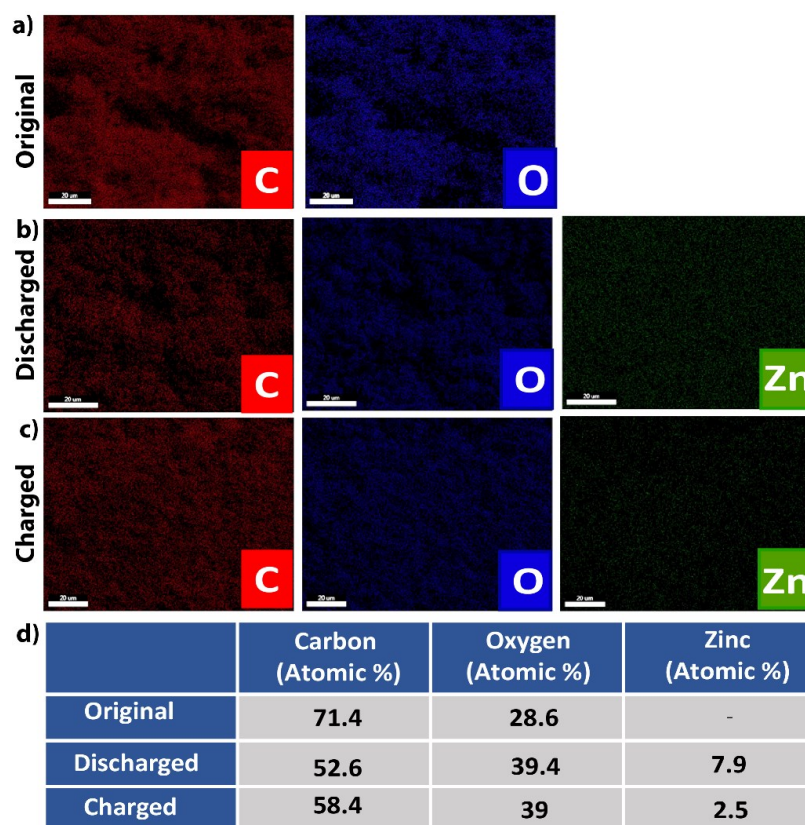 a)
Original
C
O
20 um
20 um
b)
Discharged
C
O
Zn
20 um
20 um
20 um
c)
Charged
C
O
Zn
20 um
20 um
20 um
d)
Carbon (Atomic %)
Oxygen (Atomic %)
Zinc (Atomic %)
Original 71.4 28.6 -
Discharged 52.6 39.4 7.9
Charged 58.4 39 2.5